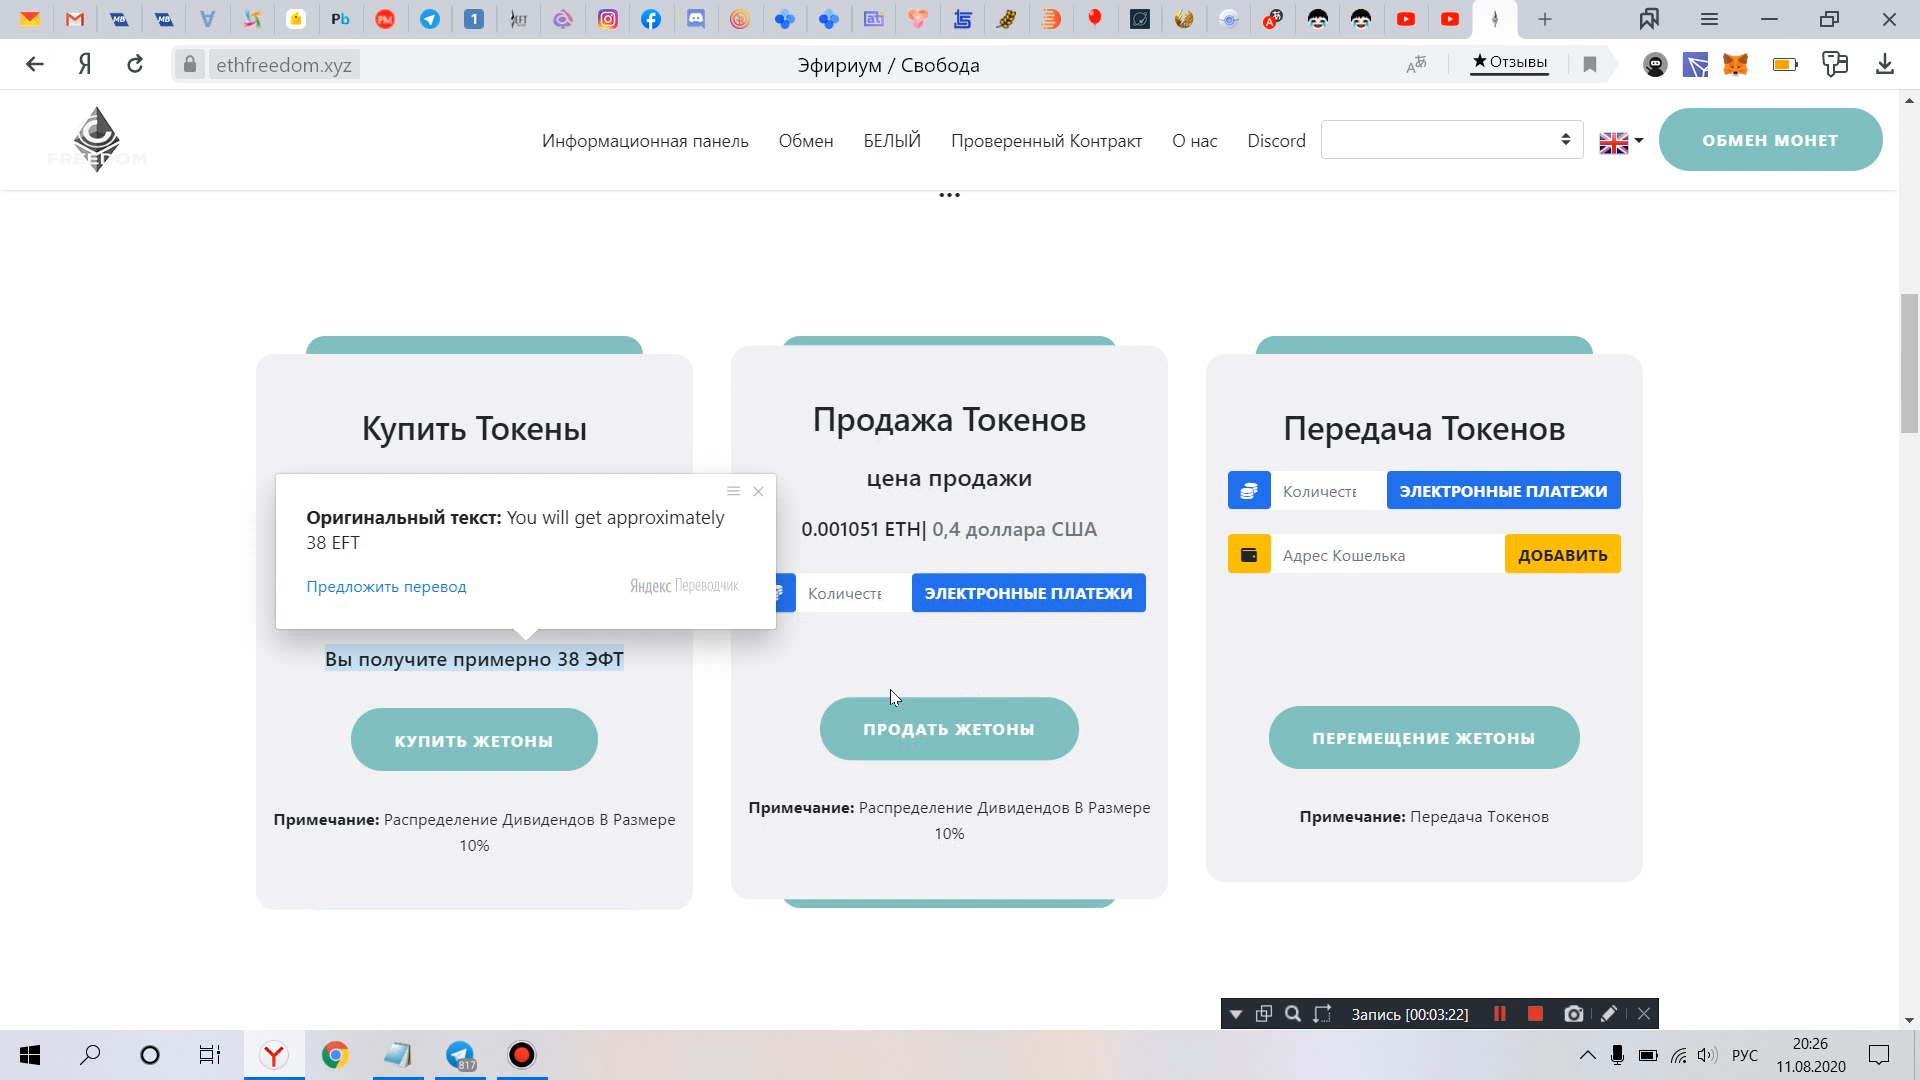 ethfreedom.xyz
Эфириум / Свобода
★ Отзывы
FREEDOM
Информационная панель
Обмен
БЕЛЫЙ
Проверенный Контракт
О нас
Discord
ОБМЕН МОНЕТ
...
Купить Токены
Оригинальный текст: You will get approximately
38 EFT
Предложить перевод
Яндекс Переводчик
Вы получите примерно 38 ЭФТ
КУПИТЬ ЖЕТОНЫ
Примечание: Распределение Дивидендов В Размере
10%
Продажа Токенов
цена продажи
0.001051 ETH| 0,4 доллара США
Количесте
ЭЛЕКТРОННЫЕ ПЛАТЕЖИ
ПРОДАТЬ ЖЕТОНЫ
Примечание: Распределение Дивидендов В Размере
10%
Передача Токенов
Количесте
ЭЛЕКТРОННЫЕ ПЛАТЕЖИ
Адрес Кошелька
ДОБАВИТЬ
ПЕРЕМЕЩЕНИЕ ЖЕТОНЫ
Примечание: Передача Токенов
Запись [00:03:22]
817
РУС
20:26
11.08.2020